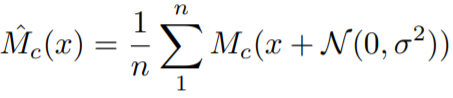 $\hat{M}_c(x) = \frac{1}{n} \sum_{1}^{n} M_c(x + \mathcal{N}(0, \sigma^2))$